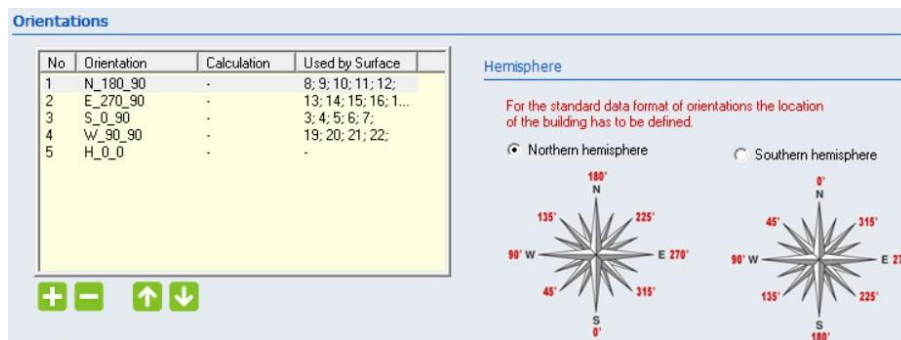 Orientations
No Orientation Calculation Used by Surface
1 N_180_90 - 8; 9; 10; 11; 12;
2 E_270_90 - 13; 14; 15; 16; 1...
3 S_0_90 - 3; 4; 5; 6; 7;
4 W_90_90 - 19; 20; 21; 22;
5 H_0_0 - -
Hemisphere
For the standard data format of orientations the location
of the building has to be defined.
Northern hemisphere
Southern hemisphere
180°
N
135° 225°
90° W E 270°
45° 315°
S
0°
0°
N
45° 315°
90° W E 27
135° 225°
S
180°